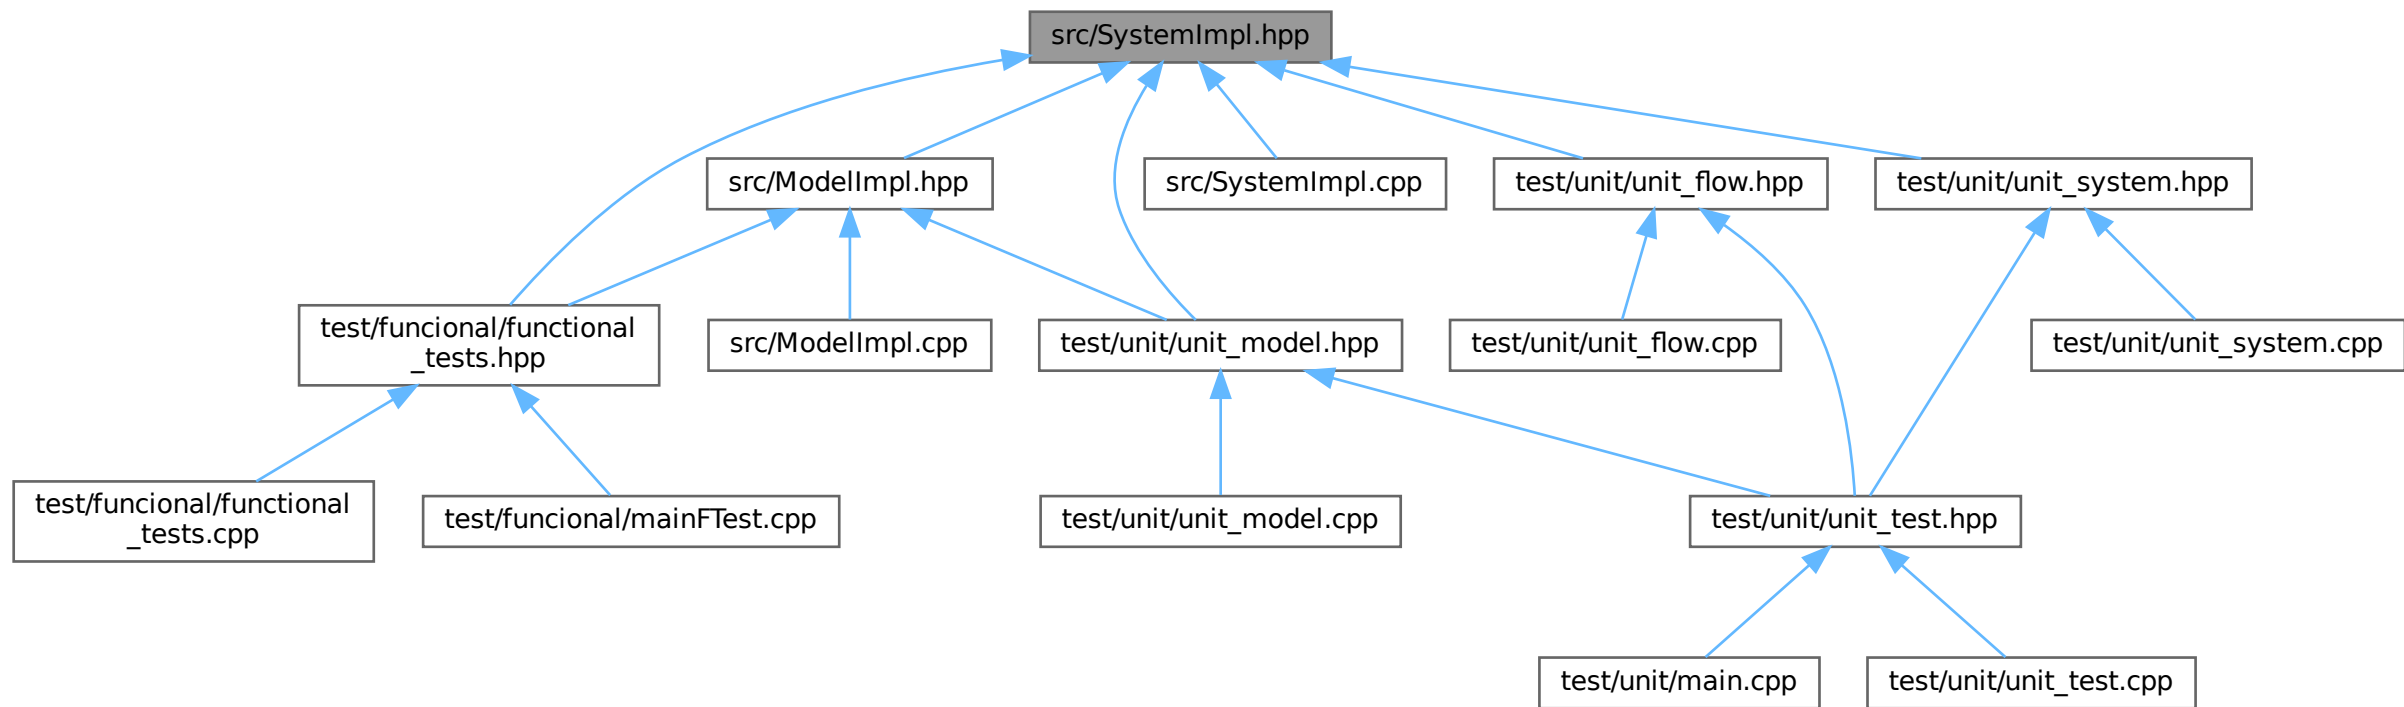 src/SystemImpl.hpp
src/ModelImpl.hpp
src/SystemImpl.cpp
test/unit/unit_flow.hpp
test/unit/unit_system.hpp
test/funcional/functional
_tests.hpp
src/ModelImpl.cpp
test/unit/unit_model.hpp
test/unit/unit_flow.cpp
test/unit/unit_system.cpp
test/funcional/functional
_tests.cpp
test/funcional/mainFTest.cpp
test/unit/unit_model.cpp
test/unit/unit_test.hpp
test/unit/main.cpp
test/unit/unit_test.cpp